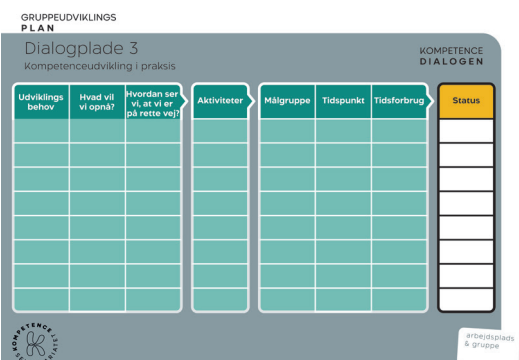 GRUPPEUDVIKLINGS
PLAN
Dialogplade 3
Kompetenceudvikling i praksis
KOMPETENCE
DIALOGEN
Udviklings
behov
Hvad vil
vi opnå?
Hvordan ser
vi, at vi er
på rette vej?
Aktiviteter
Målgruppe
Tidspunkt
Tidsforbrug
Status
KOMPETENCE
K
arbejdsplads
& gruppe